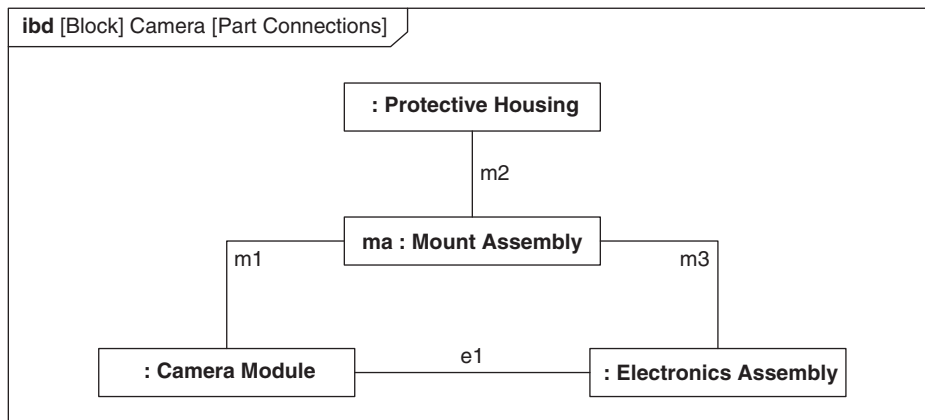 ibd [Block] Camera [Part Connections]
: Protective Housing
m2
ma : Mount Assembly
m1
m3
: Camera Module
e1
: Electronics Assembly